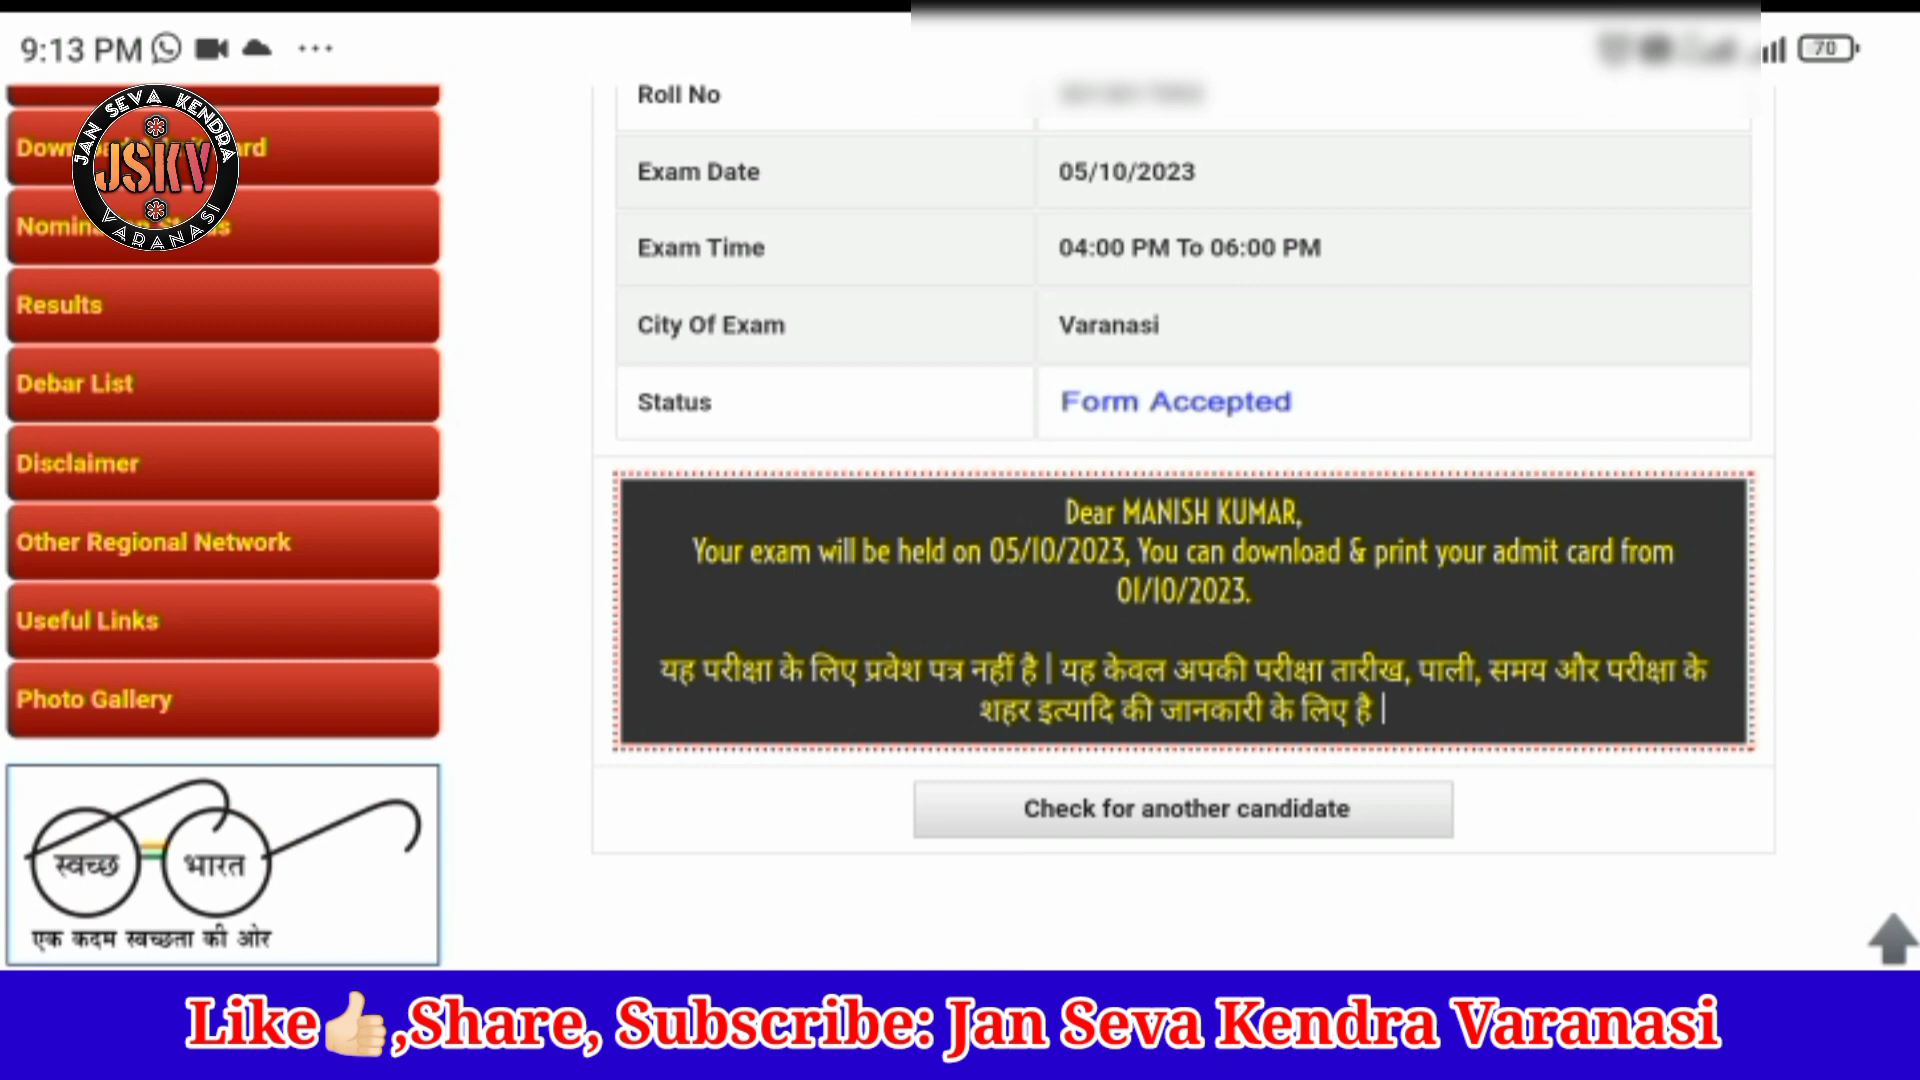 9:13 PM
70
JAN SEVA KENDRA
JSKV
VARANASI
Results
Debar List
Disclaimer
Other Regional Network
Useful Links
Photo Gallery
स्वच्छ भारत
एक कदम स्वच्छता की ओर
Roll No
Exam Date 05/10/2023
Exam Time 04:00 PM To 06:00 PM
City Of Exam Varanasi
Status Form Accepted
Dear MANISH KUMAR,
Your exam will be held on 05/10/2023, You can download & print your admit card from
01/10/2023.
यह परीक्षा के लिए प्रवेश पत्र नहीं है | यह केवल अपकी परीक्षा तारीख, पाली, समय और परीक्षा के
शहर इत्यादि की जानकारी के लिए है |
Check for another candidate
Like👍🏻,Share, Subscribe: Jan Seva Kendra Varanasi